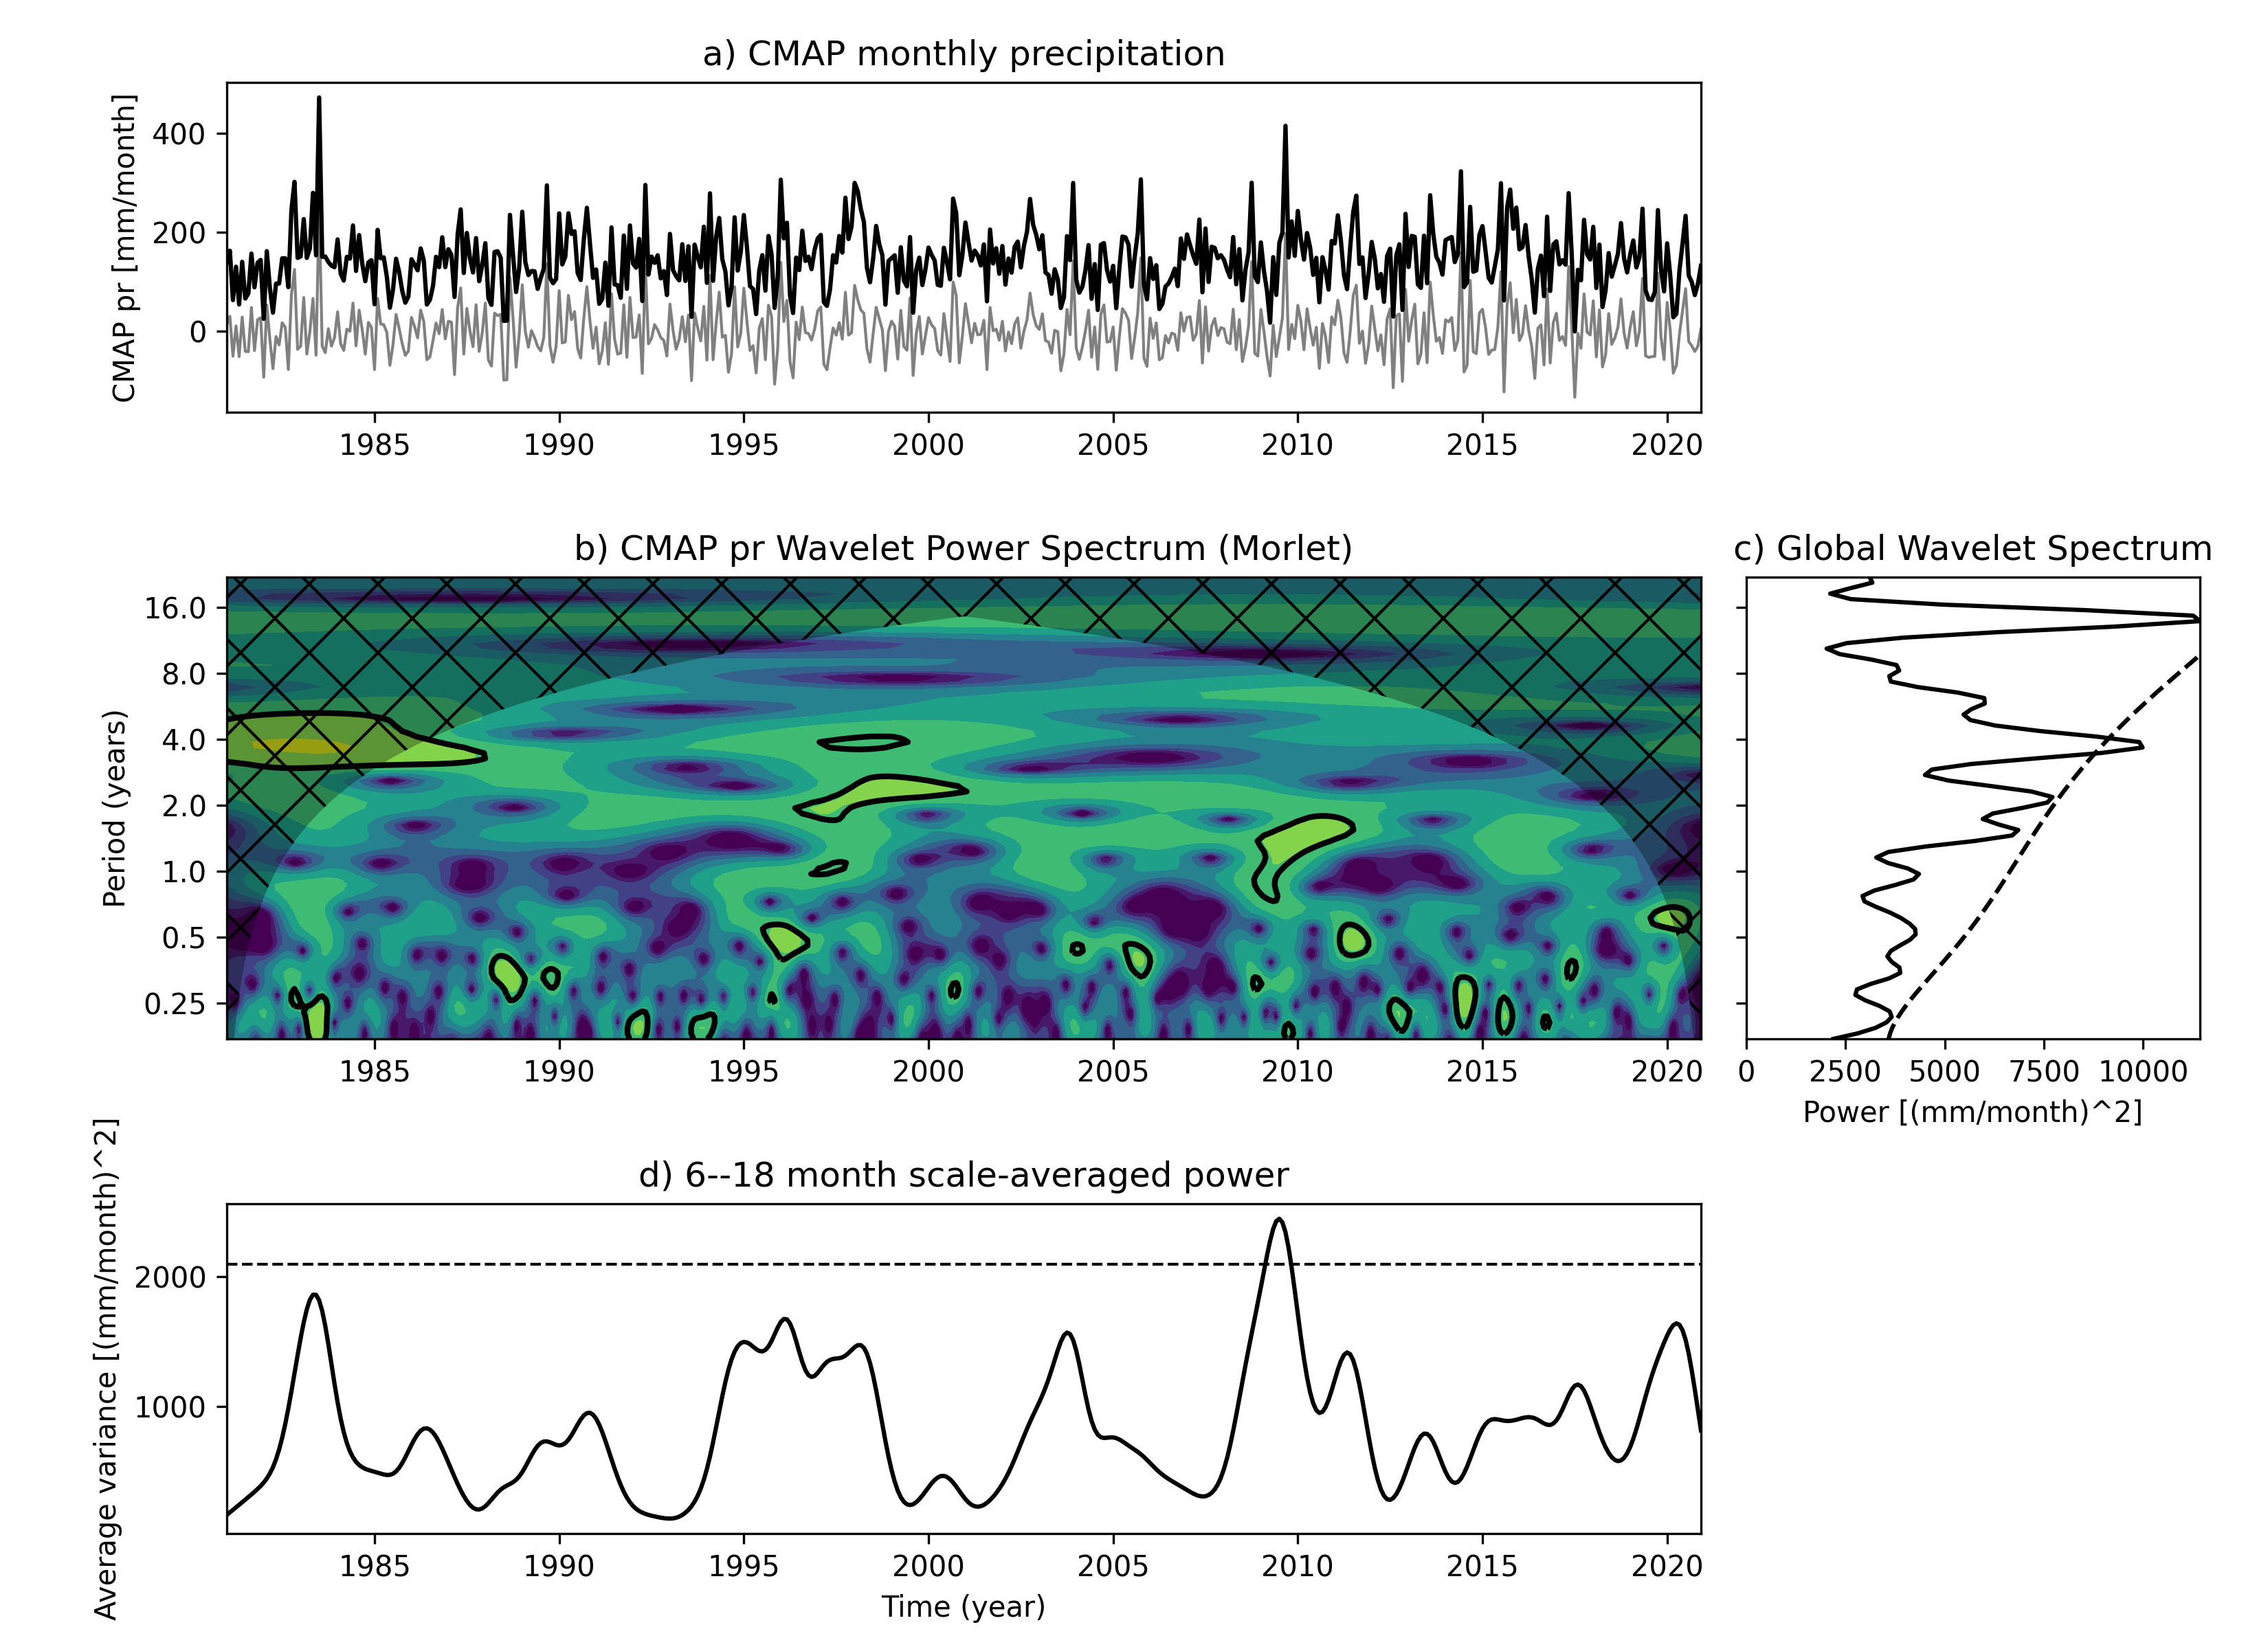 a) CMAP monthly precipitation
CMAP pr [mm/month]
400
200
0
1985 1990 1995 2000 2005 2010 2015 2020
b) CMAP pr Wavelet Power Spectrum (Morlet)
Period (years)
16.0
8.0
4.0
2.0
1.0
0.5
0.25
1985 1990 1995 2000 2005 2010 2015 2020
c) Global Wavelet Spectrum
0 2500 5000 7500 10000
Power [(mm/month)^2]
d) 6--18 month scale-averaged power
Average variance [(mm/month)^2]
2000
1000
1985 1990 1995 2000 2005 2010 2015 2020
Time (year)